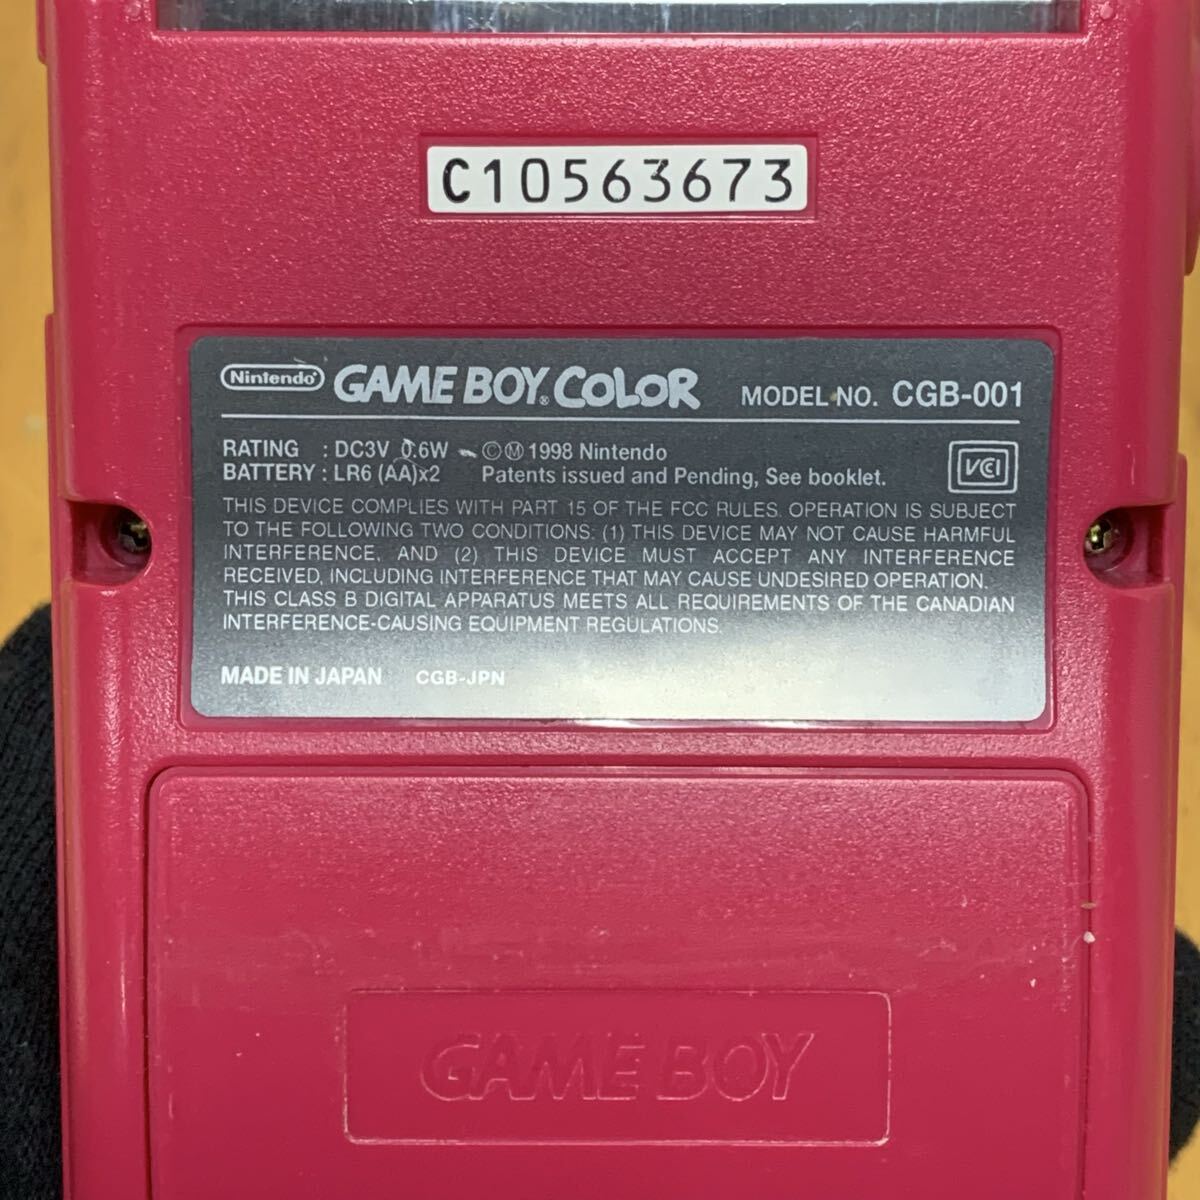 C10563673
Nintendo GAME BOY COLOR MODEL NO. CGB-001
RATING : DC3V 0.6W ©Ⓜ 1998 Nintendo
BATTERY : LR6 (AA)x2 Patents issued and Pending, See booklet.
VCI
THIS DEVICE COMPLIES WITH PART 15 OF THE FCC RULES. OPERATION IS SUBJECT
TO THE FOLLOWING TWO CONDITIONS: (1) THIS DEVICE MAY NOT CAUSE HARMFUL
INTERFERENCE, AND (2) THIS DEVICE MUST ACCEPT ANY INTERFERENCE
RECEIVED, INCLUDING INTERFERENCE THAT MAY CAUSE UNDESIRED OPERATION.
THIS CLASS B DIGITAL APPARATUS MEETS ALL REQUIREMENTS OF THE CANADIAN
INTERFERENCE-CAUSING EQUIPMENT REGULATIONS.
MADE IN JAPAN CGB-JPN
GAME BOY